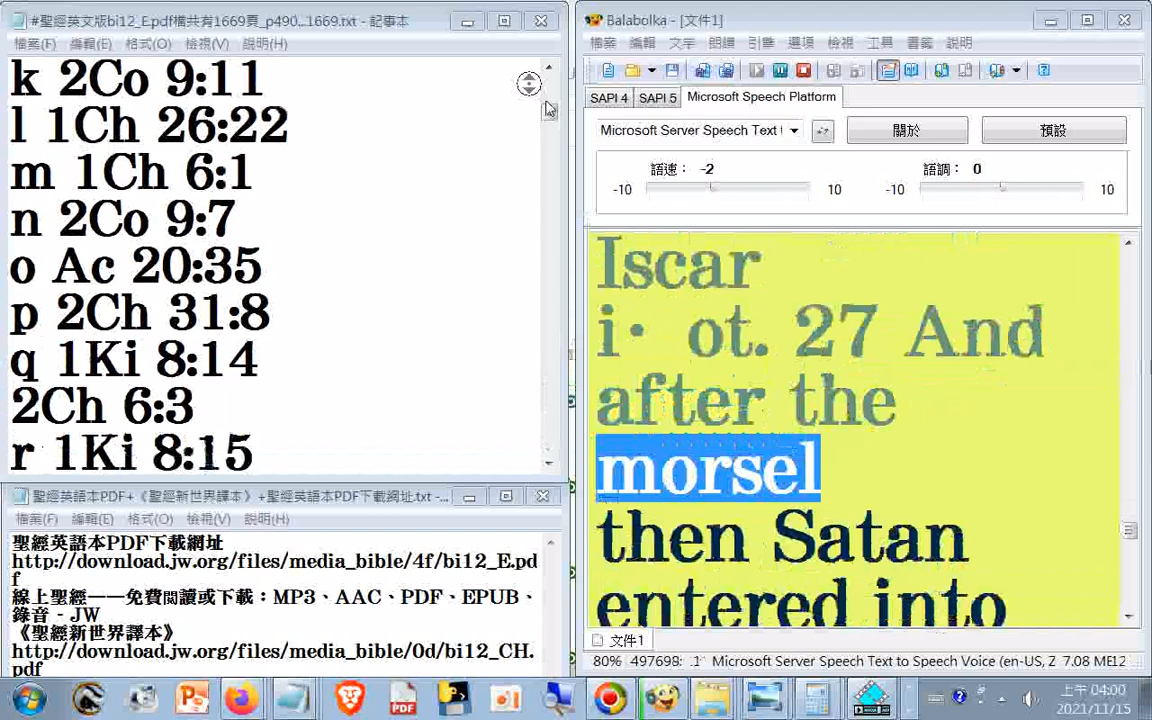 #聖經英文版bi12_E.pdf檔共有1669頁_p490,..1669.txt - 記事本
檔案(F) 編輯(E) 格式(O) 檢視(V) 說明(H)
k 2Co 9:11
l 1Ch 26:22
m 1Ch 6:1
n 2Co 9:7
o Ac 20:35
p 2Ch 31:8
q 1Ki 8:14
2Ch 6:3
r 1Ki 8:15
聖經英語本PDF+《聖經新世界譯本》+聖經英語本PDF下載網址.txt -...
檔案(F) 編輯(E) 格式(O) 檢視(V) 說明(H)
聖經英語本PDF下載網址
http://download.jw.org/files/media_bible/4f/bi12_E.pd
f
線上聖經——免費閱讀或下載：MP3、AAC、PDF、EPUB、
錄音 - JW
《聖經新世界譯本》
http://download.jw.org/files/media_bible/0d/bi12_CH.
pdf
Balabolka - [文件1]
檔案 編輯 文字 朗讀 引擎 選項 檢視 工具 書籤 說明
SAPI 4 SAPI 5 Microsoft Speech Platform
Microsoft Server Speech Text 關於 預設
語速： -2 語調： 0
-10 10 -10 10
Iscar
i· ot. 27 And
after the
morsel
then Satan
entered into
文件1
80% 497698: Microsoft Server Speech Text to Speech Voice (en-US, Z 7.08 ME12
上午 04:00
2021/11/15